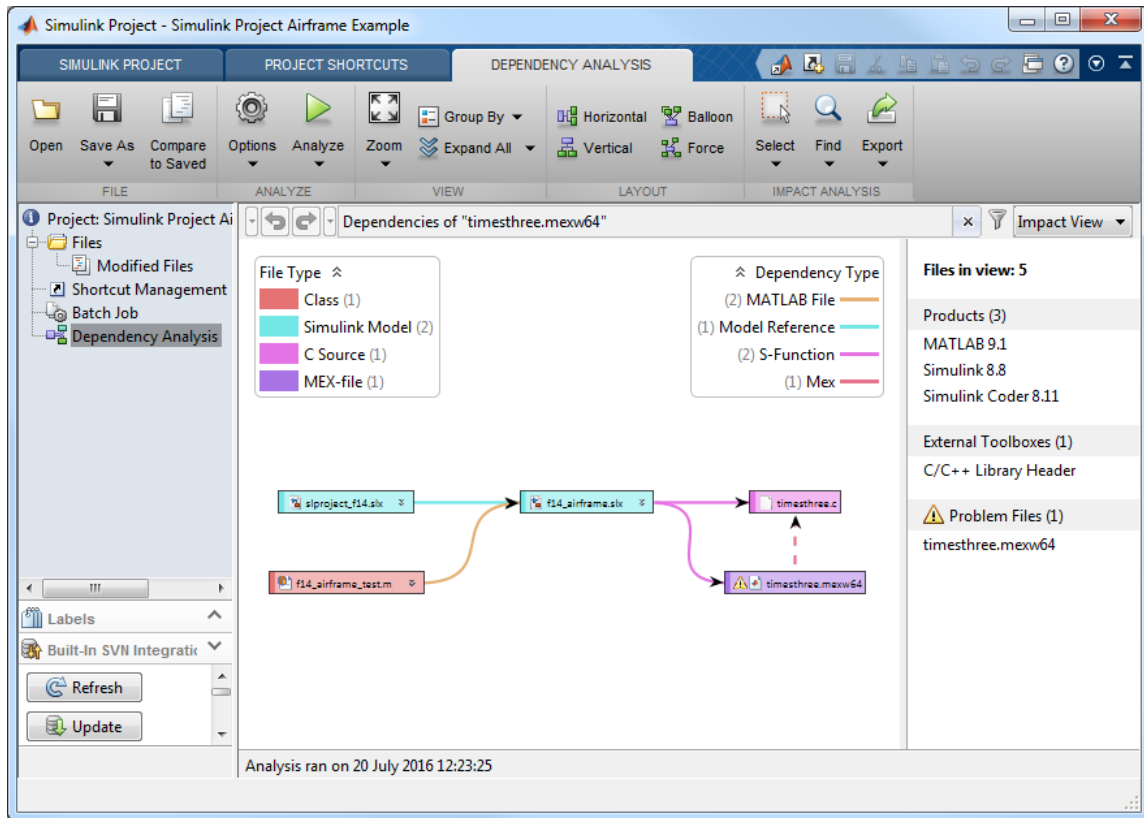 Simulink Project - Simulink Project Airframe Example
SIMULINK PROJECT
PROJECT SHORTCUTS
DEPENDENCY ANALYSIS
Open
Save As
Compare
to Saved
Options
Analyze
Zoom
Group By
Expand All
Horizontal
Vertical
Balloon
Force
Select
Find
Export
FILE
ANALYZE
VIEW
LAYOUT
IMPACT ANALYSIS
Project: Simulink Project Ai
Files
Modified Files
Shortcut Management
Batch Job
Dependency Analysis
Labels
Built-In SVN Integratic
Refresh
Update
Dependencies of "timesthree.mexw64"
Impact View
File Type
Class (1)
Simulink Model (2)
C Source (1)
MEX-file (1)
Dependency Type
(2) MATLAB File
(1) Model Reference
(2) S-Function
(1) Mex
slproject_f14.slx
f14_airframe.slx
timesthree.c
f14_airframe_test.m
timesthree.mexw64
Files in view: 5
Products (3)
MATLAB 9.1
Simulink 8.8
Simulink Coder 8.11
External Toolboxes (1)
C/C++ Library Header
Problem Files (1)
timesthree.mexw64
Analysis ran on 20 July 2016 12:23:25